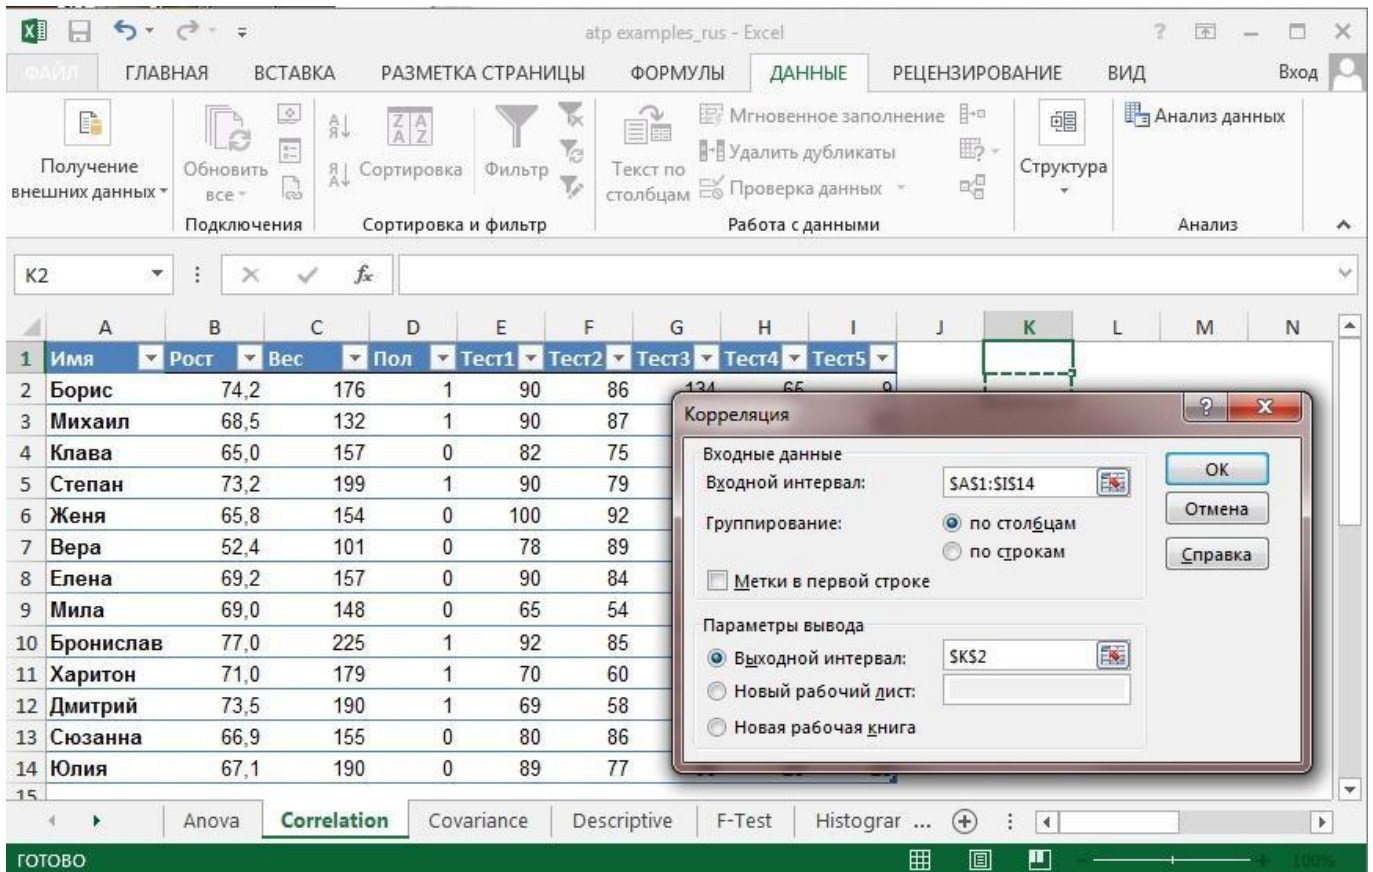 atp examples_rus - Excel
ФАЙЛ ГЛАВНАЯ ВСТАВКА РАЗМЕТКА СТРАНИЦЫ ФОРМУЛЫ ДАННЫЕ РЕЦЕНЗИРОВАНИЕ ВИД Вход
Получение внешних данных
Обновить все
Подключения
Сортировка
Фильтр
Сортировка и фильтр
Текст по столбцам
Мгновенное заполнение
Удалить дубликаты
Проверка данных
Работа с данными
Структура
Анализ данных
Анализ
K2
fx
A B C D E F G H I J K L M N
1 Имя Рост Вес Пол Тест1 Тест2 Тест3 Тест4 Тест5
2 Борис 74,2 176 1 90 86 134 65 9
3 Михаил 68,5 132 1 90 87
4 Клава 65,0 157 0 82 75
5 Степан 73,2 199 1 90 79
6 Женя 65,8 154 0 100 92
7 Вера 52,4 101 0 78 89
8 Елена 69,2 157 0 90 84
9 Мила 69,0 148 0 65 54
10 Бронислав 77,0 225 1 92 85
11 Харитон 71,0 179 1 70 60
12 Дмитрий 73,5 190 1 69 58
13 Сюзанна 66,9 155 0 80 86
14 Юлия 67,1 190 0 89 77
15
Корреляция
Входные данные
Входной интервал: $A$1:$I$14
Группирование: по столбцам
по строкам
Метки в первой строке
Параметры вывода
Выходной интервал: $K$2
Новый рабочий лист:
Новая рабочая книга
ОК
Отмена
Справка
Anova Correlation Covariance Descriptive F-Test Histograr ...
ГОТОВО 100%